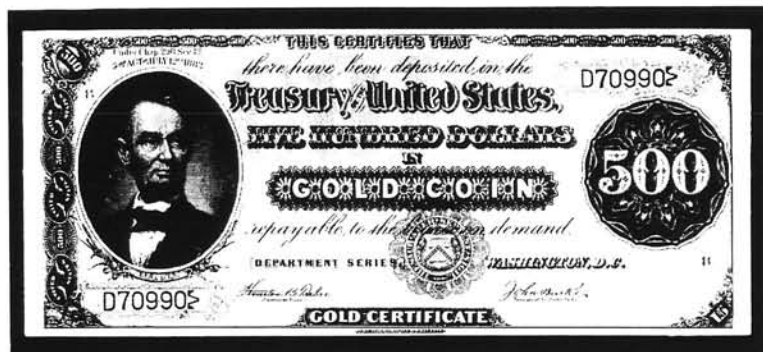 THIS CERTIFIES THAT
there have been deposited in the
D70990
Treasury of the United States,
FIVE HUNDRED DOLLARS
IN
500
GOLD COIN
repayable to the on demand.
DEPARTMENT SERIES WASHINGTON, D.C.
D70990
GOLD CERTIFICATE